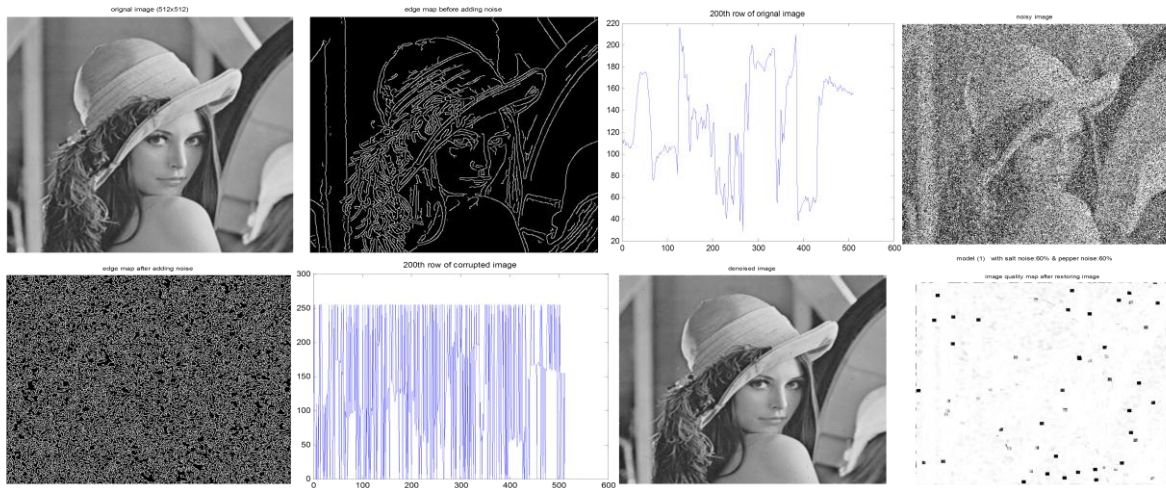 orignal image (512x512)
edge map before adding noise
200th row of orignal image
220
200
180
160
140
120
100
80
60
40
20
0 100 200 300 400 500 600
noisy image
edge map after adding noise
200th row of corrupted image
300
250
200
150
100
50
0
0 100 200 300 400 500 600
denoised image
model (1) with salt noise:60% & pepper noise:60%
image quality map after restoring image